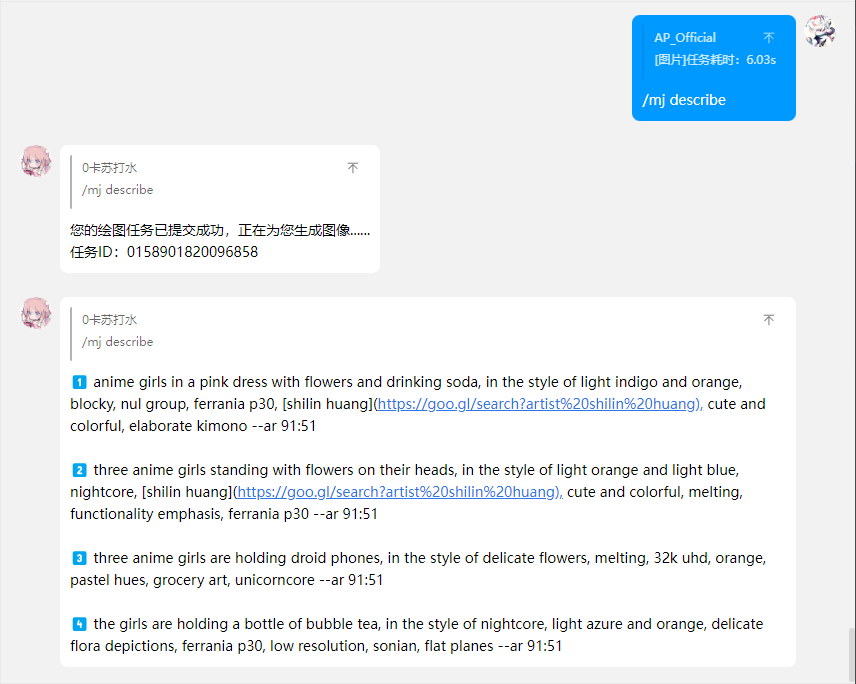 AP_Official
[图片]任务耗时：6.03s
/mj describe
0卡苏打水
/mj describe
您的绘图任务已提交成功，正在为您生成图像......
任务ID：0158901820096858
0卡苏打水
/mj describe
1 anime girls in a pink dress with flowers and drinking soda, in the style of light indigo and orange,
blocky, nul group, ferrania p30, [shilin huang](https://goo.gl/search?artist%20shilin%20huang), cute and
colorful, elaborate kimono --ar 91:51
2 three anime girls standing with flowers on their heads, in the style of light orange and light blue,
nightcore, [shilin huang](https://goo.gl/search?artist%20shilin%20huang), cute and colorful, melting,
functionality emphasis, ferrania p30 --ar 91:51
3 three anime girls are holding droid phones, in the style of delicate flowers, melting, 32k uhd, orange,
pastel hues, grocery art, unicorncore --ar 91:51
4 the girls are holding a bottle of bubble tea, in the style of nightcore, light azure and orange, delicate
flora depictions, ferrania p30, low resolution, sonian, flat planes --ar 91:51